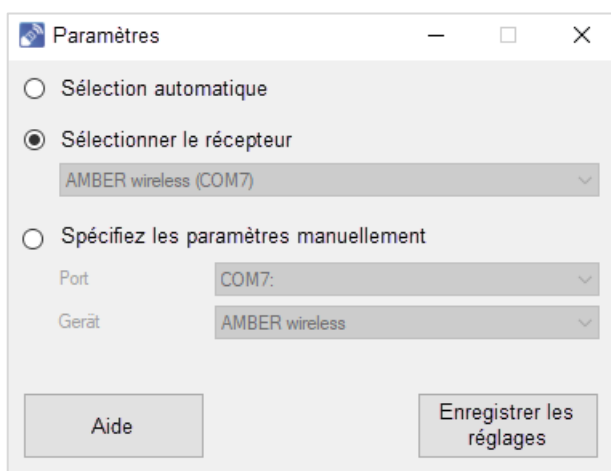 Paramètres
Sélection automatique
Sélectionner le récepteur
AMBER wireless (COM7)
Spécifiez les paramètres manuellement
Port COM7:
Gerät AMBER wireless
Aide
Enregistrer les
réglages